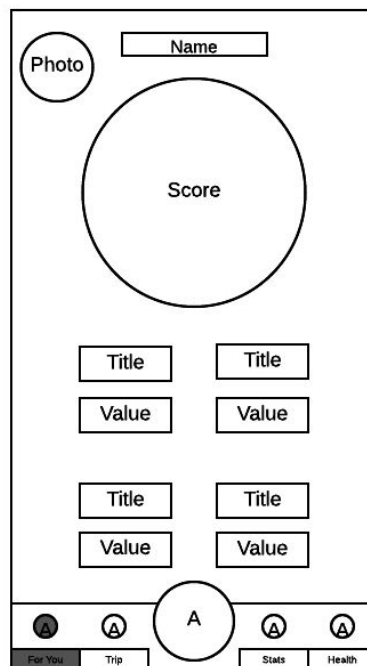 Name
Photo
Score
Title Title
Value Value
Title Title
Value Value
A A A A A
For You Trip Stats Health